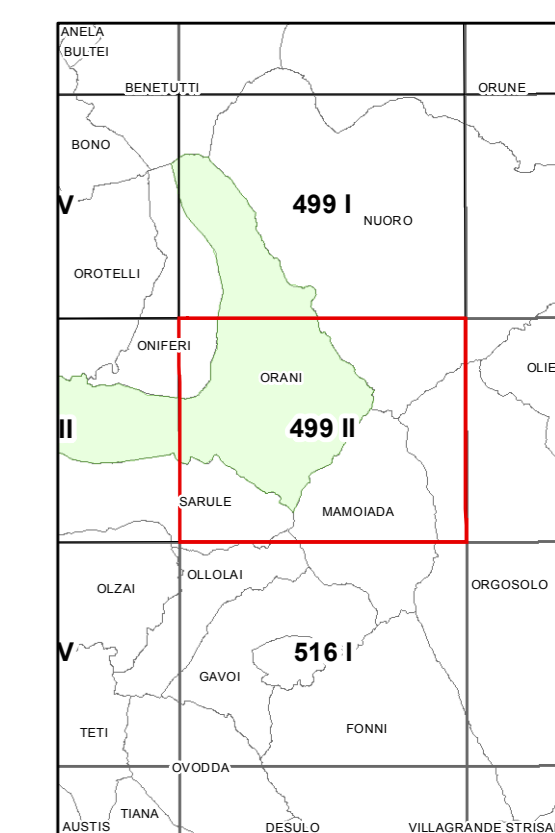 ANELA
BULTEI
BENETUTTI
ORUNE
BONO
V
499 I
NUORO
OROTELLI
ONIFERI
ORANI
OLIE
II
499 II
SARULE
MAMOIADA
OLZAI
OLLOLAI
ORGOSOLO
V
516 I
GAVOI
TETI
FONNI
OVODDA
TIANA
AUSTIS
DESULO
VILLAGRANDE STRISA